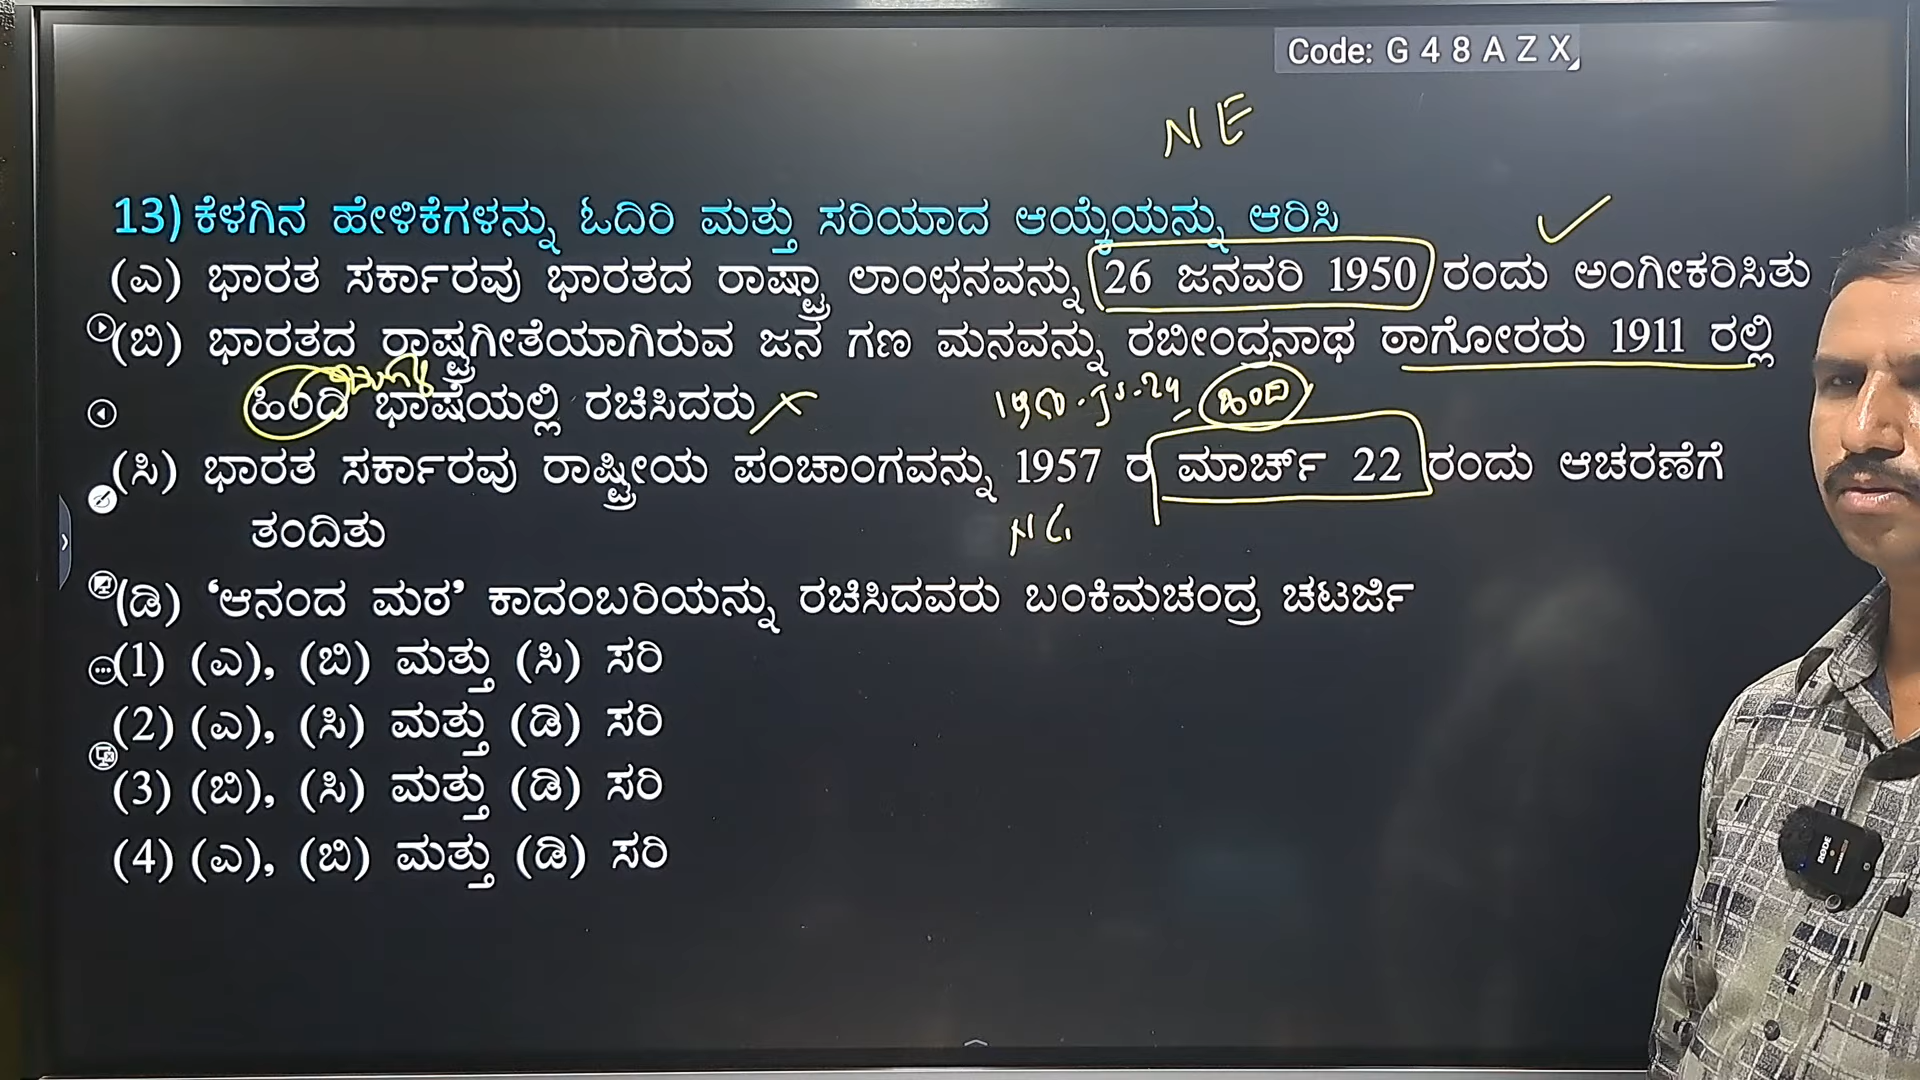 Code: G 4 8 A Z X
N E
13) ಕೆಳಗಿನ ಹೇಳಿಕೆಗಳನ್ನು ಓದಿರಿ ಮತ್ತು ಸರಿಯಾದ ಆಯ್ಕೆಯನ್ನು ಆರಿಸಿ
(ಎ) ಭಾರತ ಸರ್ಕಾರವು ಭಾರತದ ರಾಷ್ಟ್ರಾ ಲಾಂಛನವನ್ನು 26 ಜನವರಿ 1950 ರಂದು ಅಂಗೀಕರಿಸಿತು
(ಬಿ) ಭಾರತದ ರಾಷ್ಟ್ರಗೀತೆಯಾಗಿರುವ ಜನ ಗಣ ಮನವನ್ನು ರಬೀಂದ್ರನಾಥ ಠಾಗೋರರು 1911 ರಲ್ಲಿ
ಹಿಂದಿ ಭಾಷೆಯಲ್ಲಿ ರಚಿಸಿದರು
ಹಿಂದಿ
(ಸಿ) ಭಾರತ ಸರ್ಕಾರವು ರಾಷ್ಟ್ರೀಯ ಪಂಚಾಂಗವನ್ನು 1957 ರ ಮಾರ್ಚ್ 22 ರಂದು ಆಚರಣೆಗೆ
ತಂದಿತು
(ಡಿ) ‘ಆನಂದ ಮಠ’ ಕಾದಂಬರಿಯನ್ನು ರಚಿಸಿದವರು ಬಂಕಿಮಚಂದ್ರ ಚಟರ್ಜಿ
(1) (ಎ), (ಬಿ) ಮತ್ತು (ಸಿ) ಸರಿ
(2) (ಎ), (ಸಿ) ಮತ್ತು (ಡಿ) ಸರಿ
(3) (ಬಿ), (ಸಿ) ಮತ್ತು (ಡಿ) ಸರಿ
(4) (ಎ), (ಬಿ) ಮತ್ತು (ಡಿ) ಸರಿ
RØDE